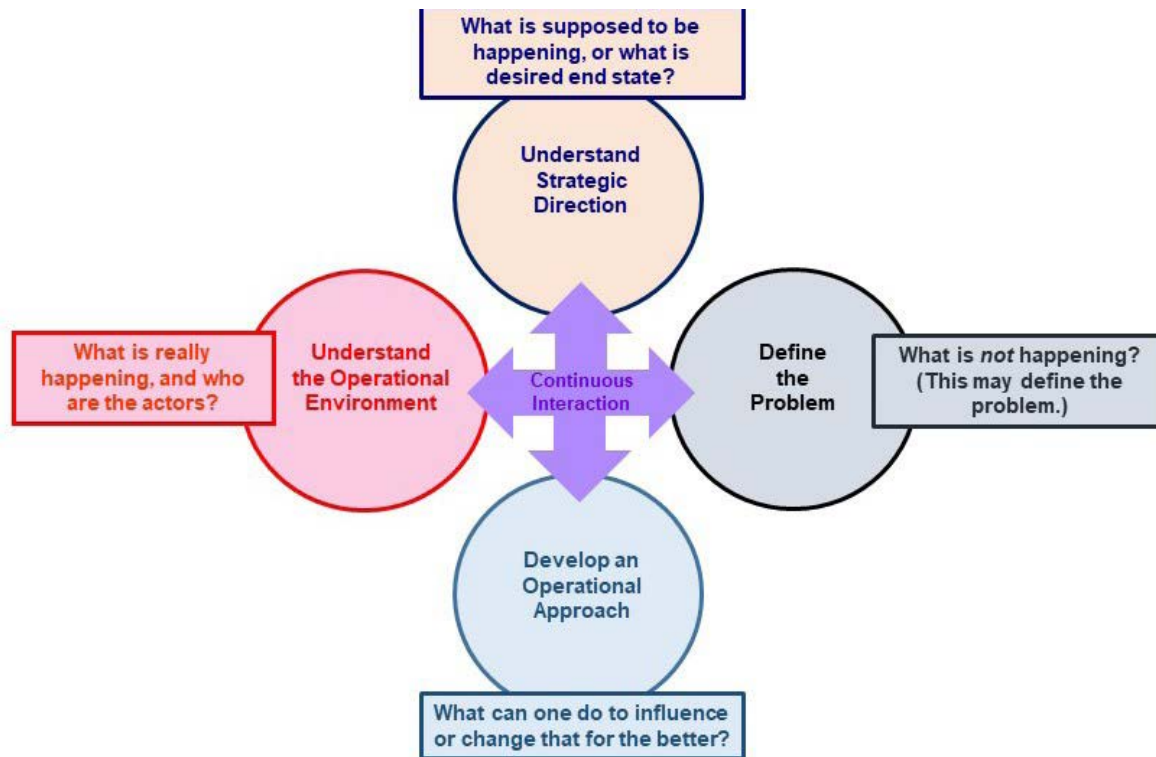 What is supposed to be
happening, or what is
desired end state?
Understand
Strategic
Direction
What is really
happening, and who
are the actors?
Understand
the Operational
Environment
Continuous
Interaction
Define
the
Problem
What is not happening?
(This may define the
problem.)
Develop an
Operational
Approach
What can one do to influence
or change that for the better?